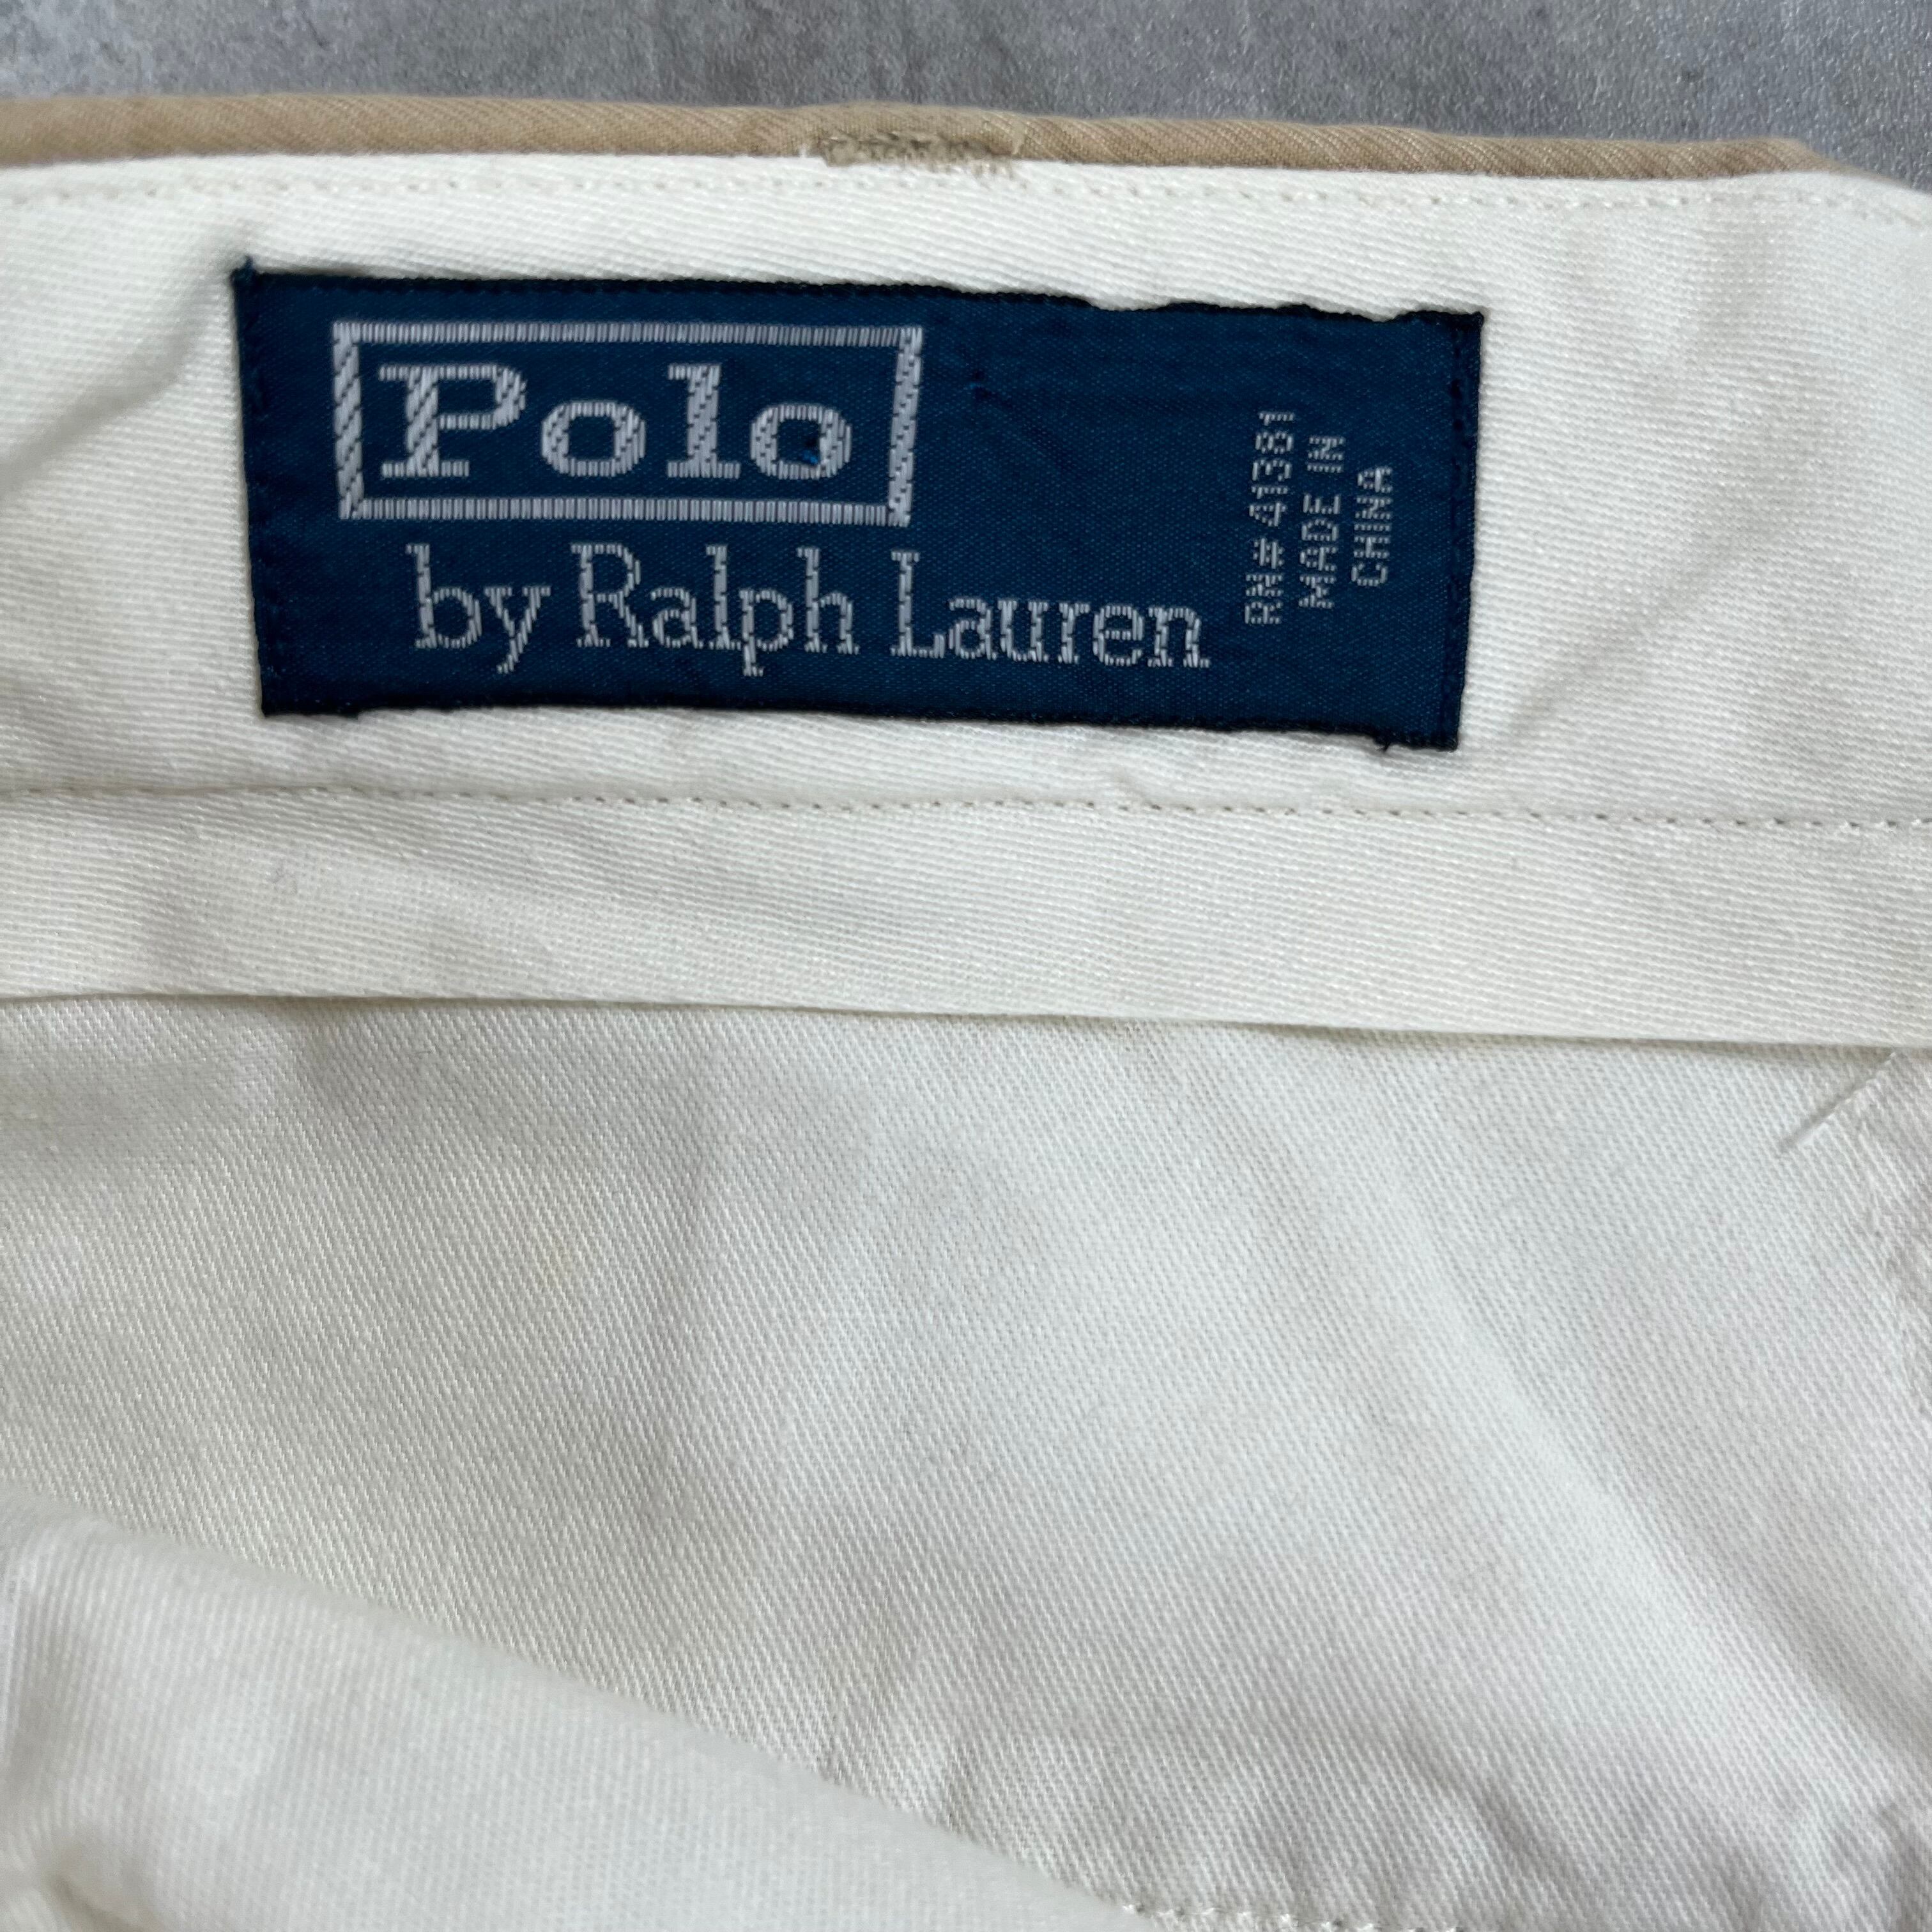 Polo
by Ralph Lauren
RN# 41381
MADE IN
CHINA